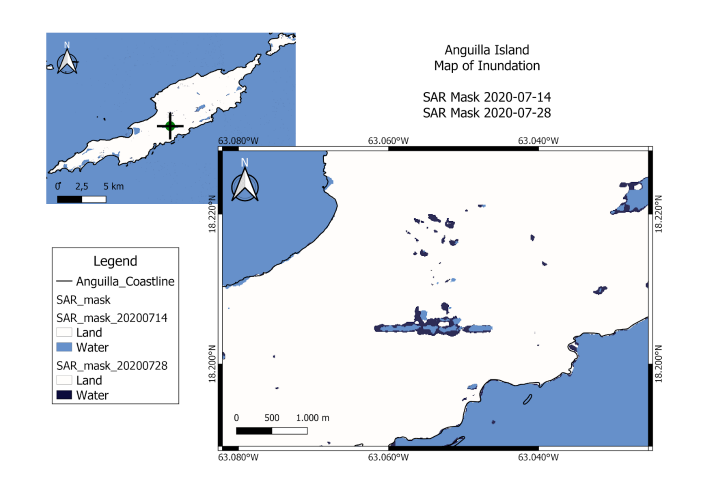 Anguilla Island
Map of Inundation
SAR Mask 2020-07-14
SAR Mask 2020-07-28
N
0 2,5 5 km
63.080°W 63.060°W 63.040°W
N
18.220°N 18.220°N
18.200°N 18.200°N
0 500 1.000 m
63.080°W 63.060°W 63.040°W
Legend
Anguilla_Coastline
SAR_mask
SAR_mask_20200714
Land
Water
SAR_mask_20200728
Land
Water